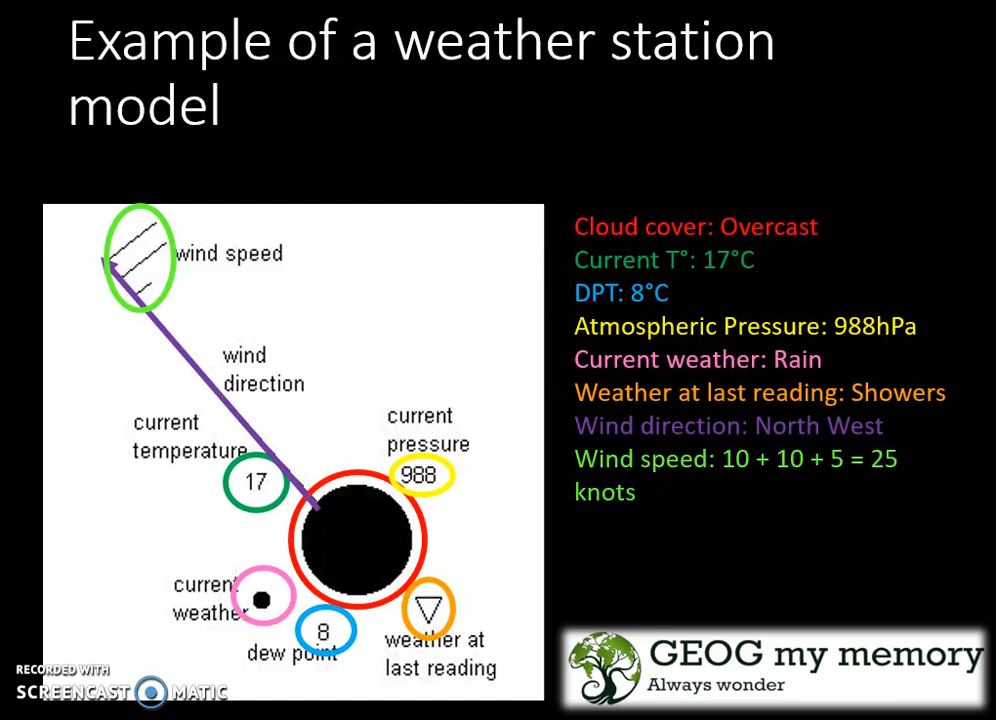 Example of a weather station
model
wind speed
wind
direction
current
temperature
current
pressure
17
988
current
weather
8
dew point
weather at
last reading
Cloud cover: Overcast
Current T°: 17°C
DPT: 8°C
Atmospheric Pressure: 988hPa
Current weather: Rain
Weather at last reading: Showers
Wind direction: North West
Wind speed: 10 + 10 + 5 = 25
knots
RECORDED WITH
SCREENCAST MATIC
GEOG my memory
Always wonder